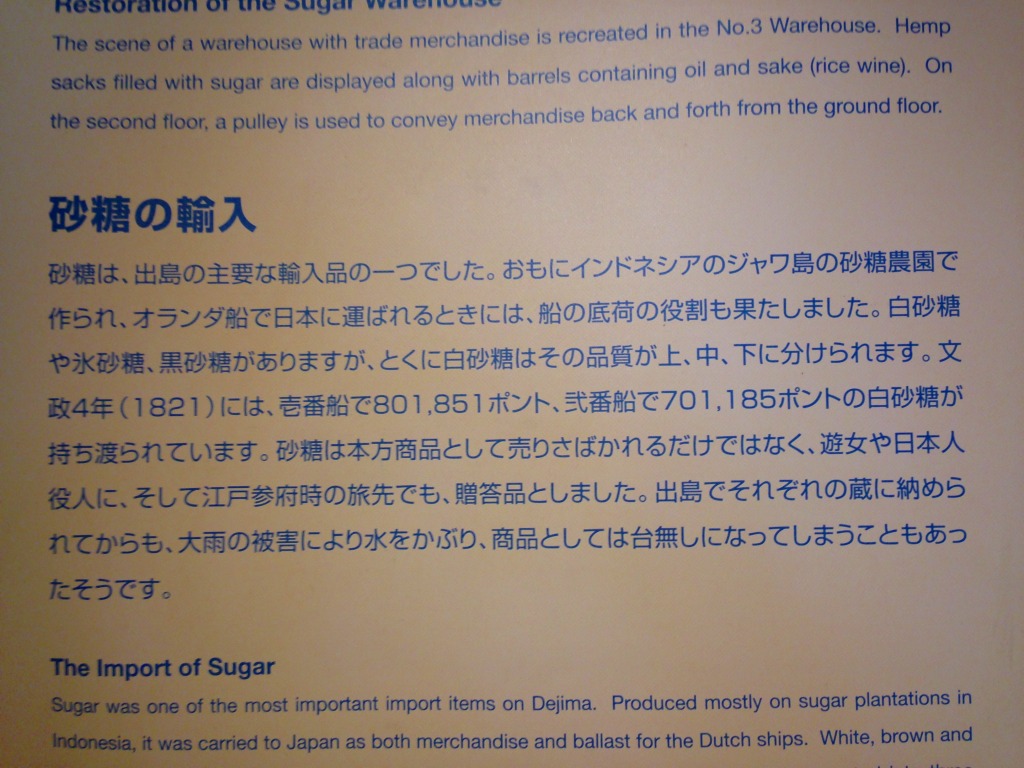 Restoration of the Sugar Warehouse
The scene of a warehouse with trade merchandise is recreated in the No.3 Warehouse. Hemp
sacks filled with sugar are displayed along with barrels containing oil and sake (rice wine). On
the second floor, a pulley is used to convey merchandise back and forth from the ground floor.
砂糖の輸入
砂糖は、出島の主要な輸入品の一つでした。おもにインドネシアのジャワ島の砂糖農園で
作られ、オランダ船で日本に運ばれるときには、船の底荷の役割も果たしました。白砂糖
や氷砂糖、黒砂糖がありますが、とくに白砂糖はその品質が上、中、下に分けられます。文
政4年(1821)には、壱番船で801,851ポント、弐番船で701,185ポントの白砂糖が
持ち渡られています。砂糖は本方商品として売りさばかれるだけではなく、遊女や日本人
役人に、そして江戸参府時の旅先でも、贈答品としました。出島でそれぞれの蔵に納めら
れてからも、大雨の被害により水をかぶり、商品としては台無しになってしまうこともあっ
たそうです。
The Import of Sugar
Sugar was one of the most important import items on Dejima. Produced mostly on sugar plantations in
Indonesia, it was carried to Japan as both merchandise and ballast for the Dutch ships. White, brown and